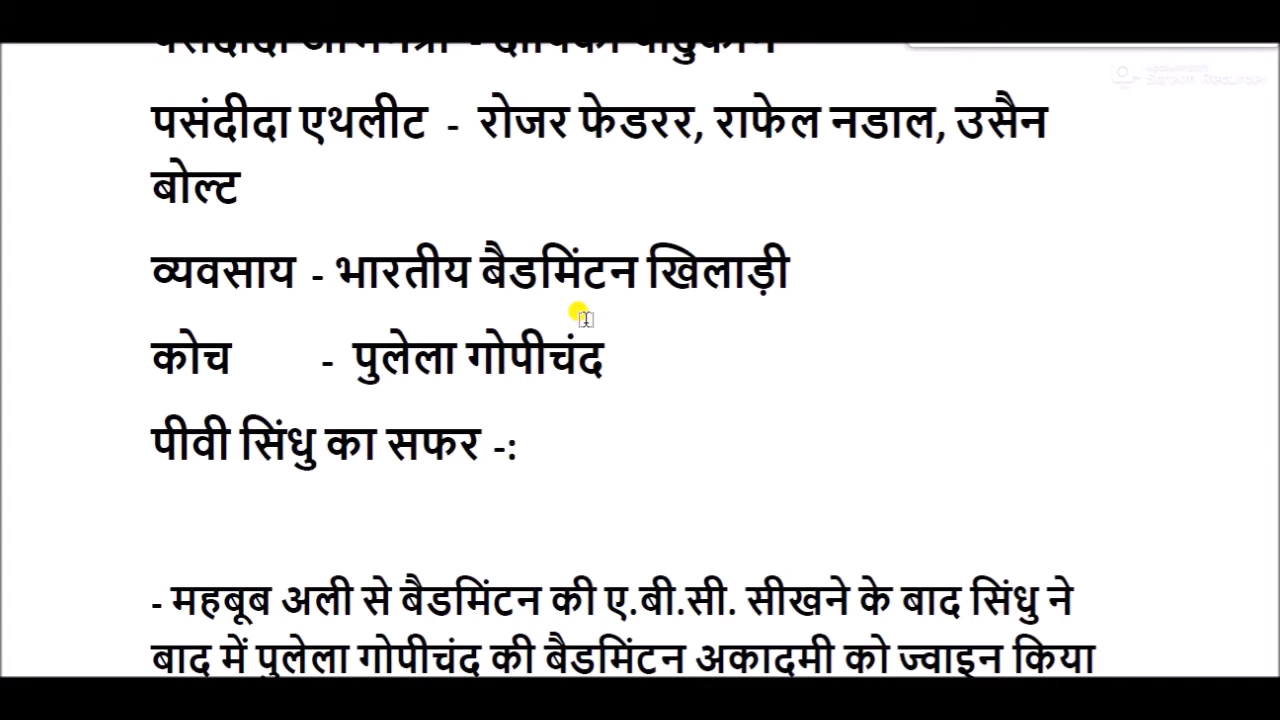 पसंदीदा एथलीट - रोजर फेडरर, राफेल नडाल, उसैन
बोल्ट
व्यवसाय - भारतीय बैडमिंटन खिलाड़ी
कोच - पुलेला गोपीचंद
पीवी सिंधु का सफर -:
- महबूब अली से बैडमिंटन की ए.बी.सी. सीखने के बाद सिंधु ने
बाद में पुलेला गोपीचंद की बैडमिंटन अकादमी को ज्वाइन किया